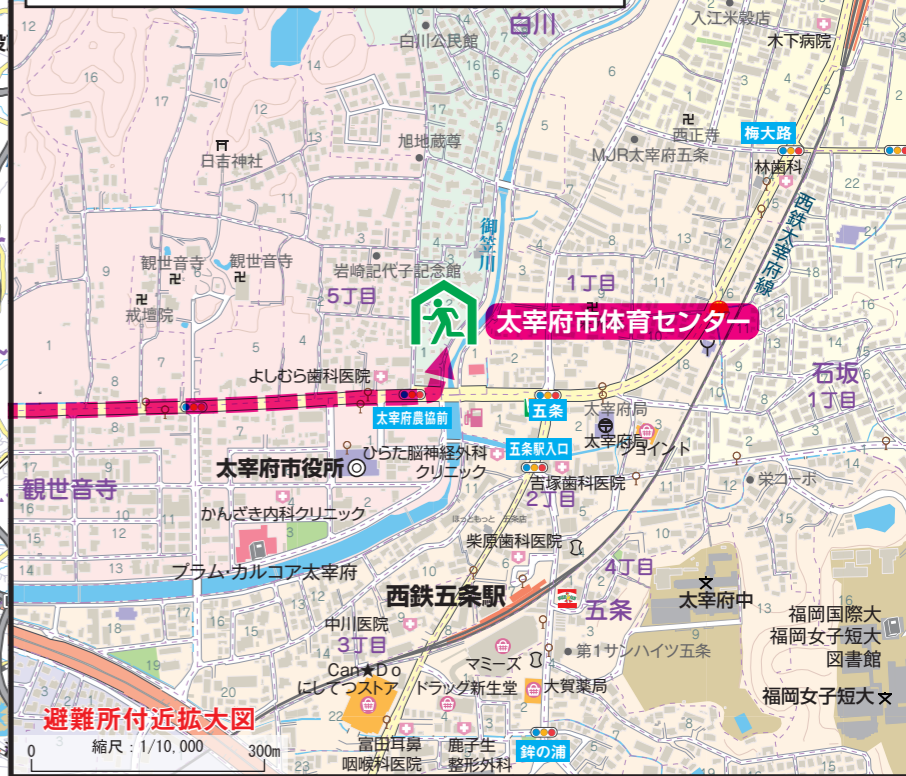 白川
入江米穀店
白川公民館
木下病院
旭地蔵尊
西正寺
梅大路
MJR太宰府五条
日吉神社
林歯科
西鉄太宰府線
御笠川
観世音寺
観世音寺
岩崎記代子記念館
戒壇院
5丁目
1丁目
太宰府市体育センター
石坂
1丁目
よしむら歯科医院
太宰府農協前
五条
太宰府局
太宰府局
ジョイント
五条駅入口
ひらた脳神経外科
クリニック
太宰府市役所
吉塚歯科医院
栄コーポ
観世音寺
2丁目
かんざき内科クリニック
ほっともっと 五条店
柴原歯科医院
プラム・カルコア太宰府
4丁目
西鉄五条駅
太宰府中
五条
福岡国際大
福岡女子短大
図書館
中川医院
3丁目
第1サンハイツ五条
マミーズ
Can★Do
にしてつストア
ドラッグ新生堂
大賀薬局
福岡女子短大
避難所付近拡大図
縮尺:1/10,000
0
300m
富田耳鼻
咽喉科医院
鹿子生
整形外科
鉾の浦